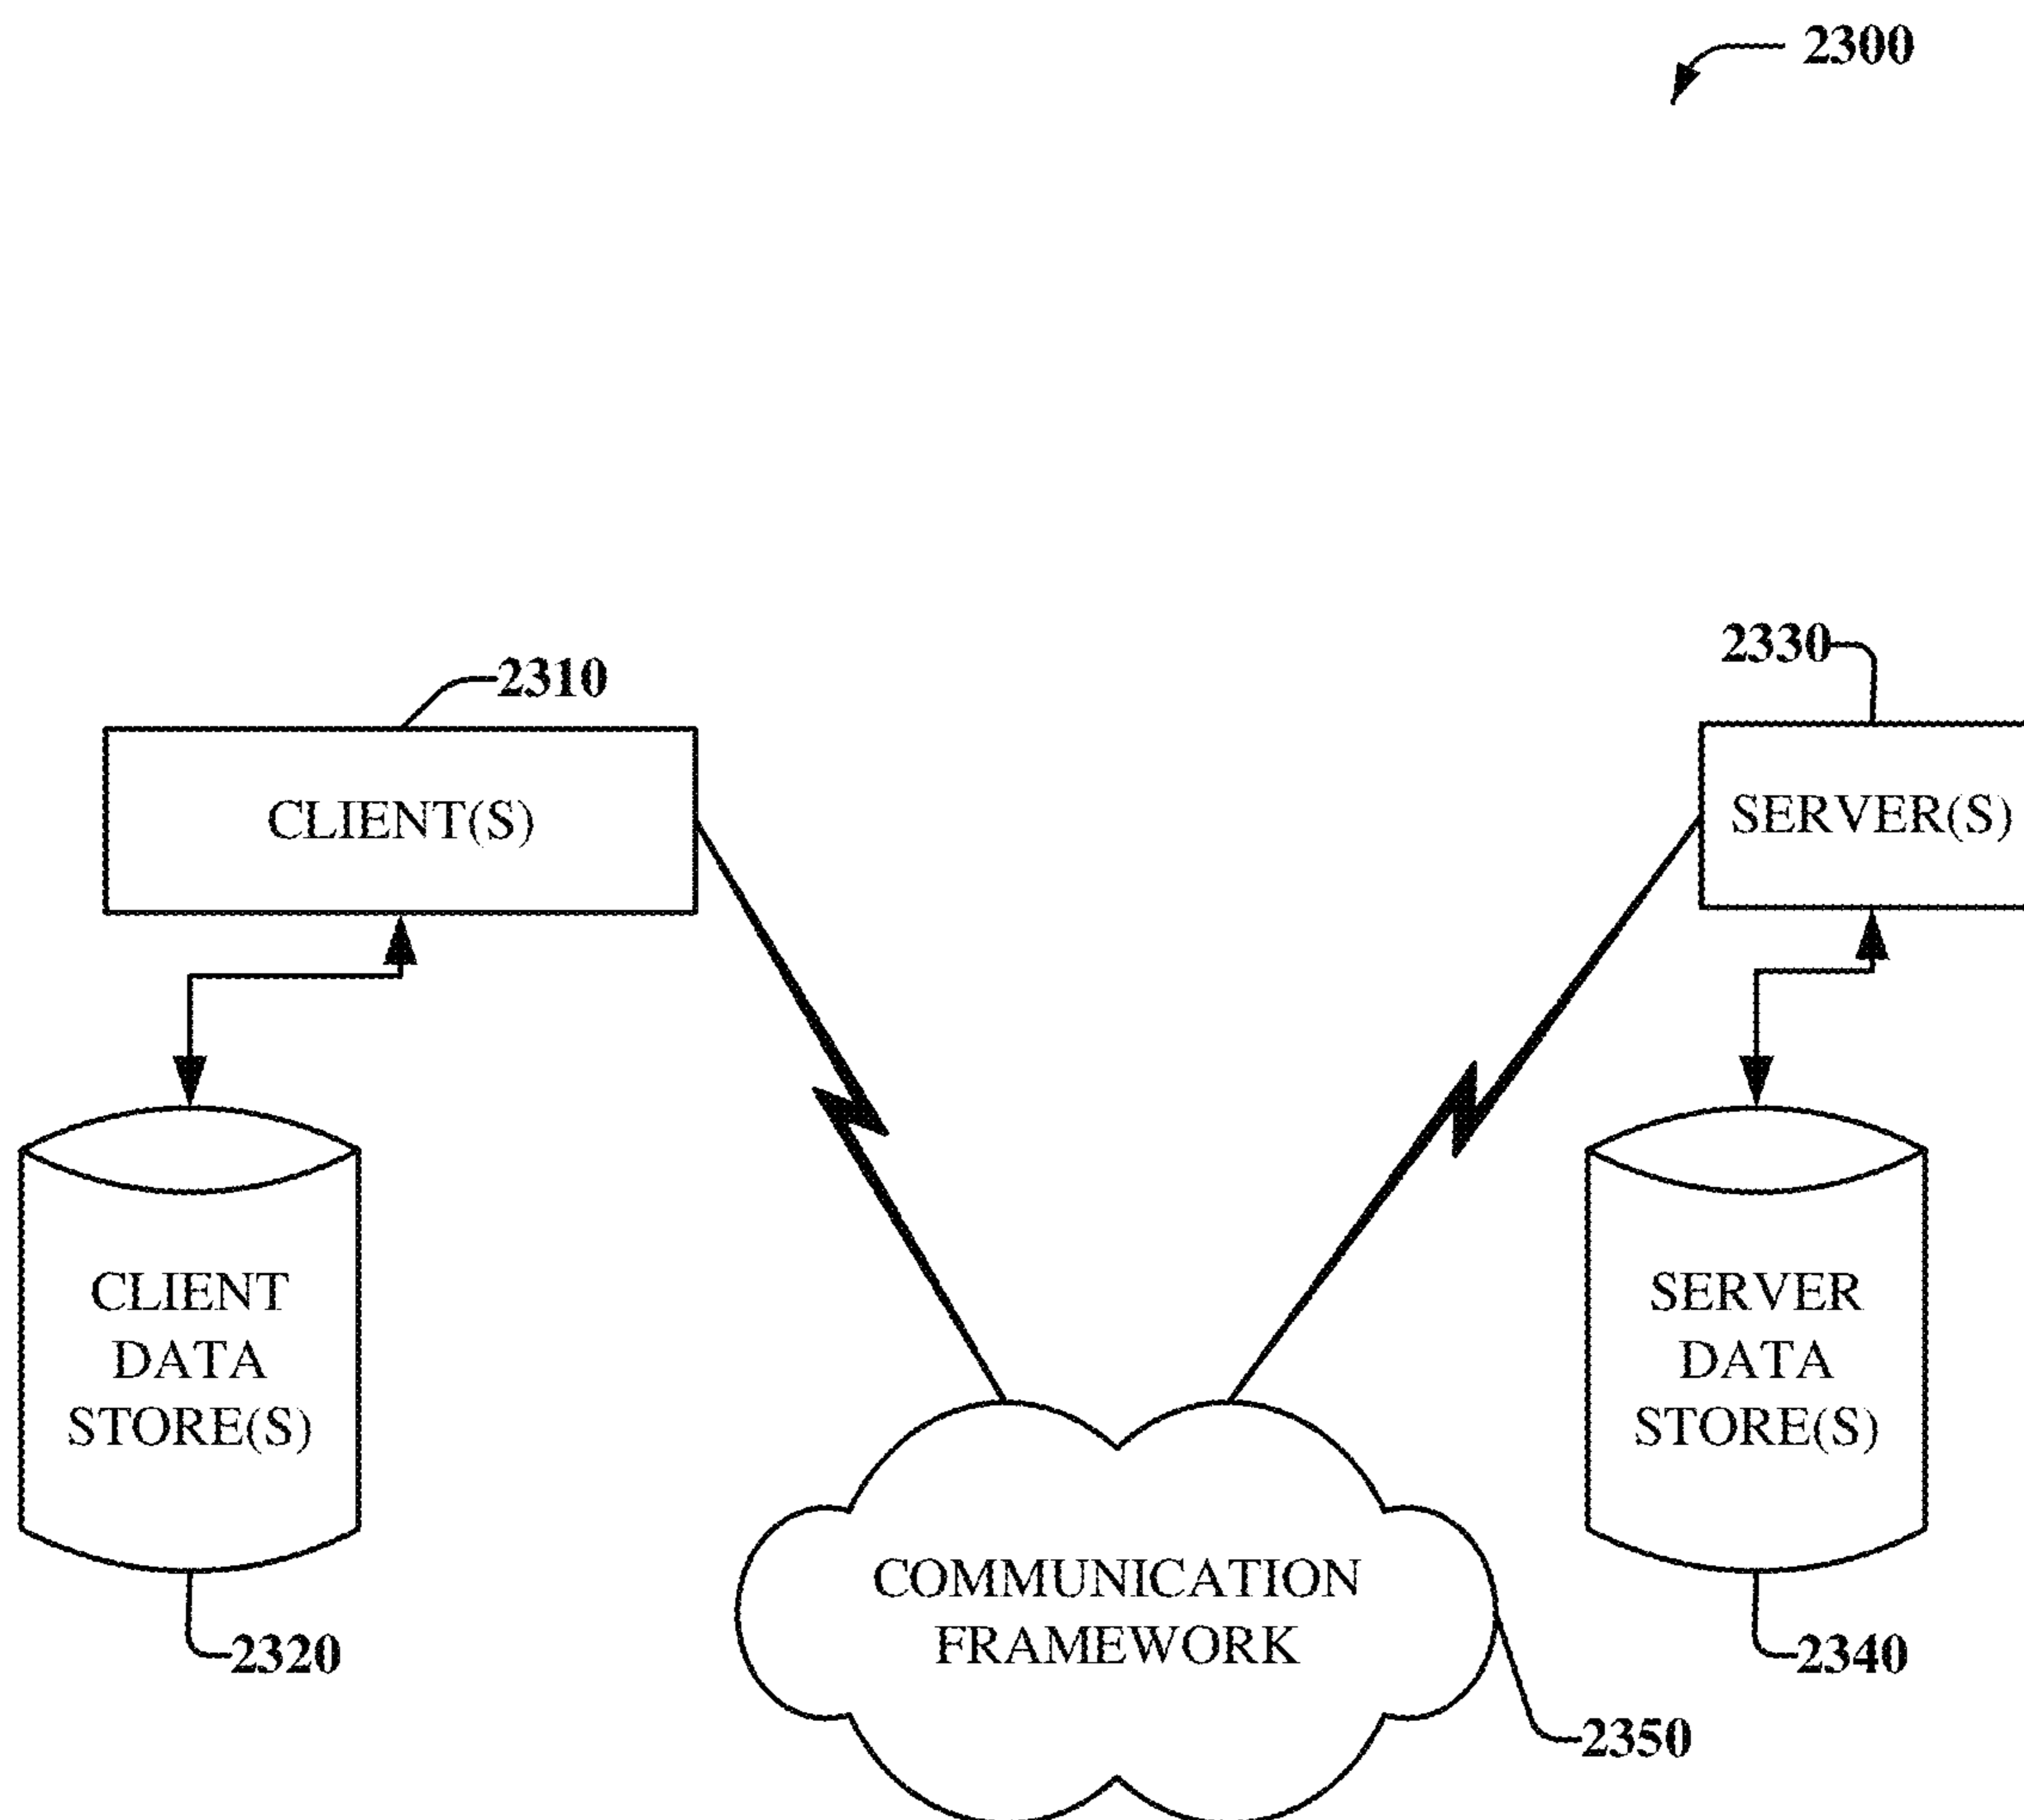 2300
2310
2330
CLIENT(S)
SERVER(S)
CLIENT
DATA
STORE(S)
SERVER
DATA
STORE(S)
COMMUNICATION
FRAMEWORK
2320
2340
2350